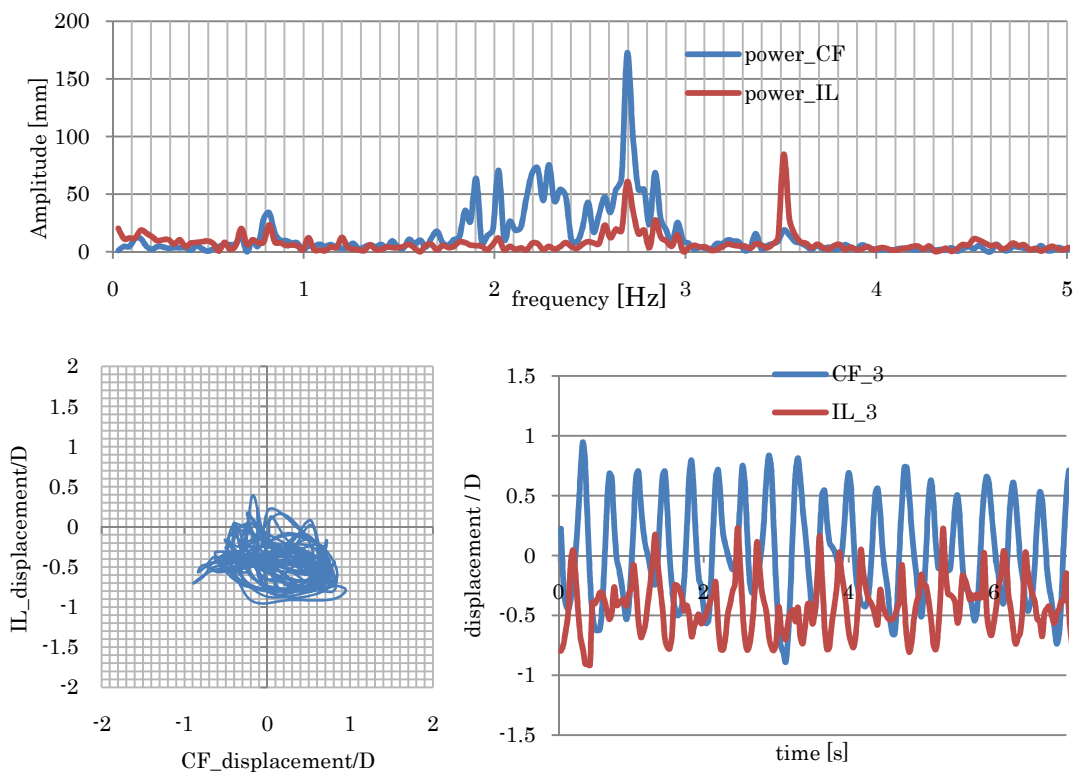 200
150
100
50
0
Amplitude [mm]
power_CF
power_IL
0 1 2 3 4 5
frequency [Hz]
2
1.5
1
0.5
0
-0.5
-1
-1.5
-2
IL_displacement/D
-2 -1 0 1 2
CF_displacement/D
1.5
1
0.5
0
-0.5
-1
-1.5
displacement / D
CF_3
IL_3
0 2 4 6
time [s]